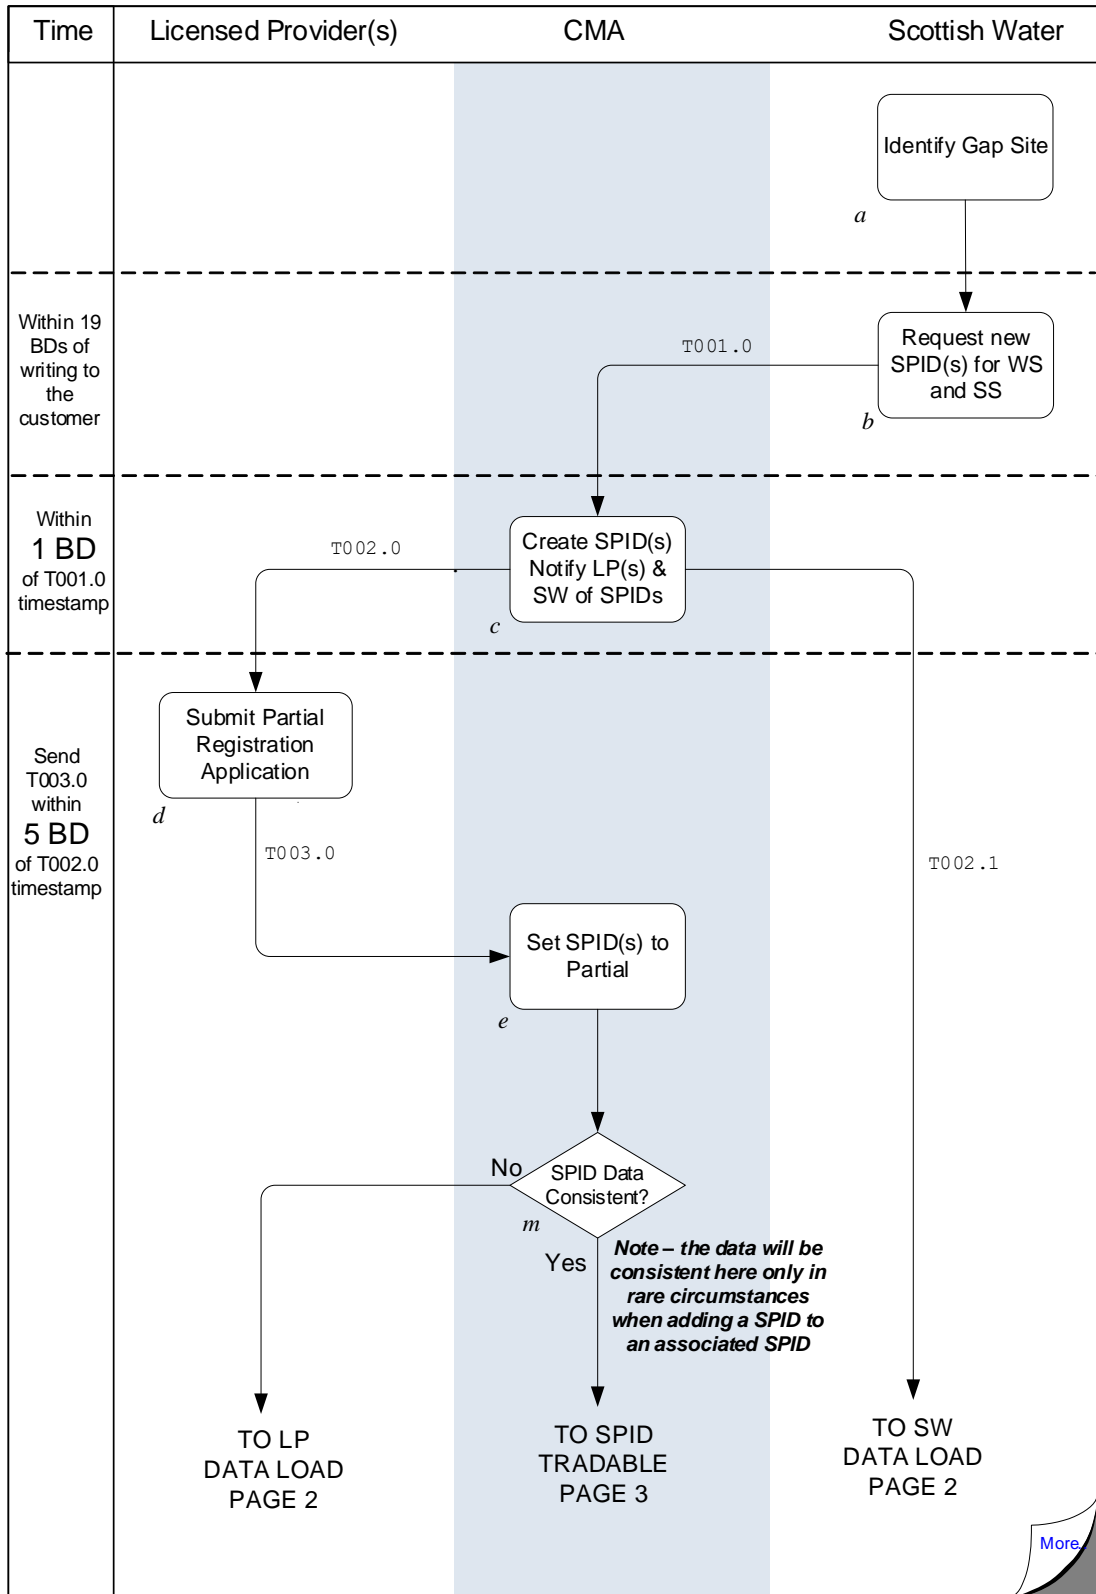 Time
Licensed Provider(s)
CMA
Scottish Water
Identify Gap Site
a
Within 19
BDs of
writing to
the
customer
T001.0
Request new
SPID(s) for WS
and SS
b
Within
1 BD
of T001.0
timestamp
T002.0
Create SPID(s)
Notify LP(s) &
SW of SPIDs
c
Send
T003.0
within
5 BD
of T002.0
timestamp
Submit Partial
Registration
Application
d
T003.0
T002.1
Set SPID(s) to
Partial
e
No
SPID Data
Consistent?
m
Yes
Note – the data will be
consistent here only in
rare circumstances
when adding a SPID to
an associated SPID
TO LP
DATA LOAD
PAGE 2
TO SPID
TRADABLE
PAGE 3
TO SW
DATA LOAD
PAGE 2
More..